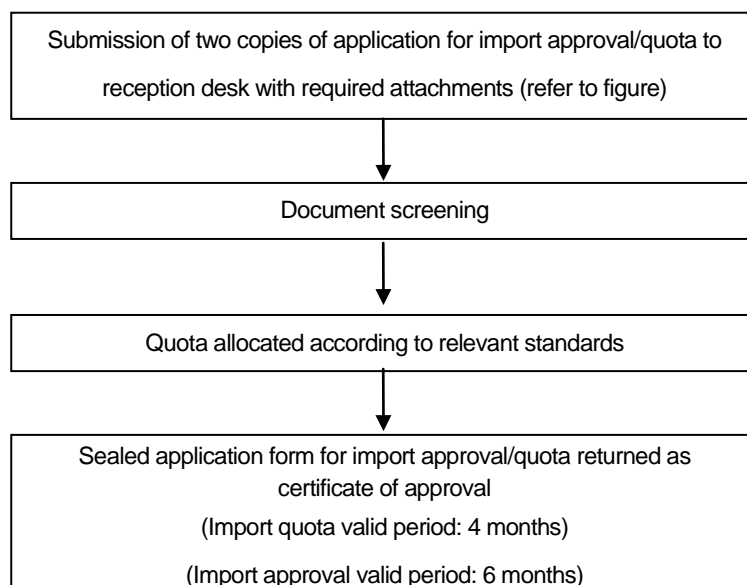 Submission of two copies of application for import approval/quota to
reception desk with required attachments (refer to figure)
Document screening
Quota allocated according to relevant standards
Sealed application form for import approval/quota returned as
certificate of approval
(Import quota valid period: 4 months)
(Import approval valid period: 6 months)